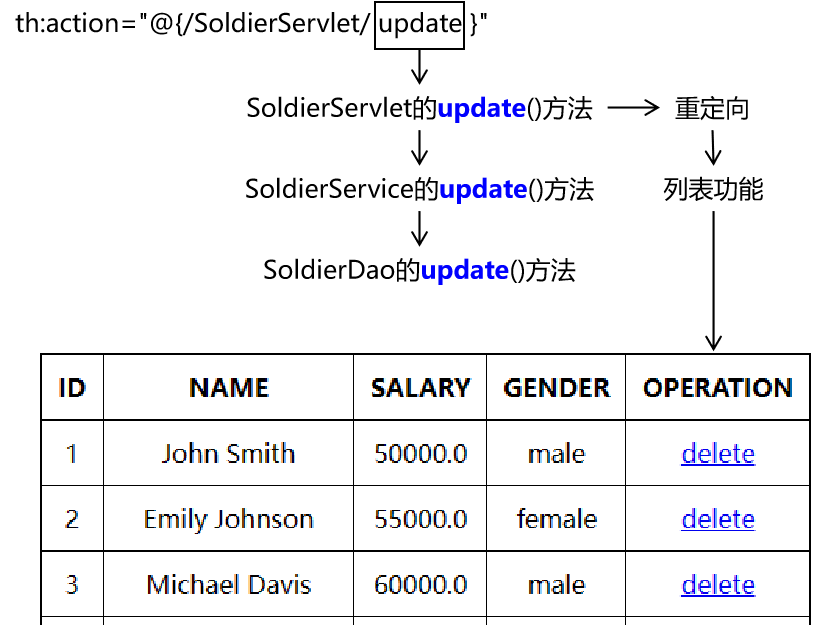 th:action="@{/SoldierServlet/ update }"
SoldierServlet的update()方法 重定向
SoldierService的update()方法 列表功能
SoldierDao的update()方法
ID NAME SALARY GENDER OPERATION
1 John Smith 50000.0 male delete
2 Emily Johnson 55000.0 female delete
3 Michael Davis 60000.0 male delete